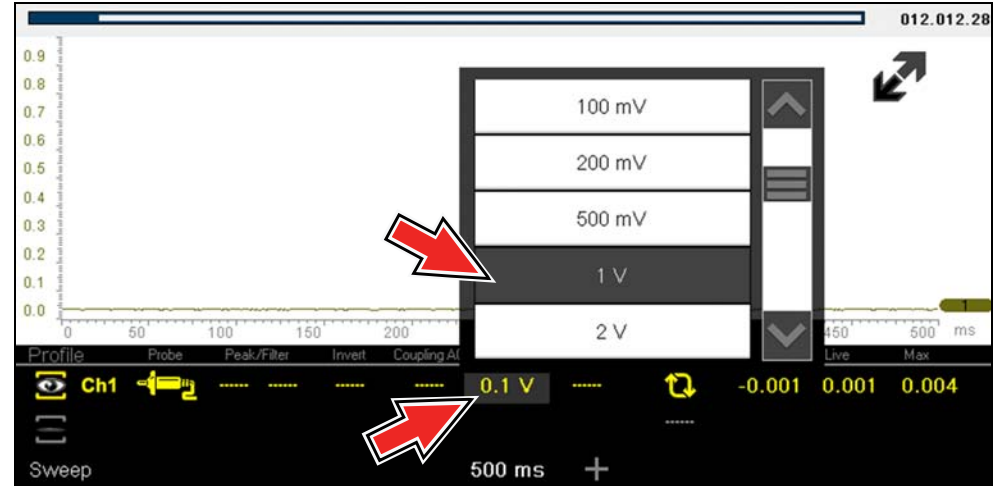 012.012.28
0.9
0.8
0.7
0.6
0.5
0.4
0.3
0.2
0.1
0.0
100 mV
200 mV
500 mV
1 V
2 V
1
0 50 100 150 200 450 500 ms
Profile Probe Peak/Filter Invert Coupling A Live Max
Ch1 ------ ------ ------ ------ 0.1 V ------ -0.001 0.001 0.004
------
Sweep 500 ms +